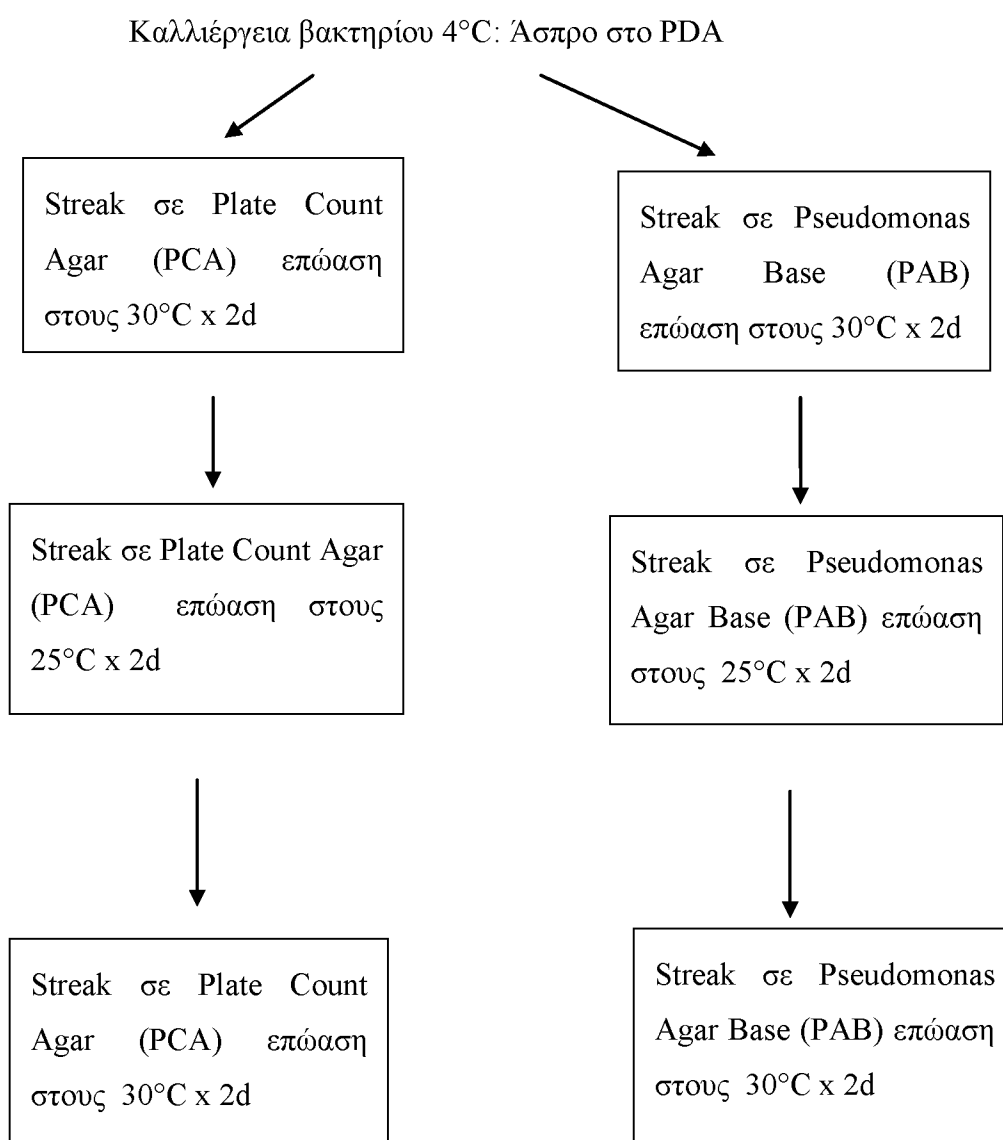 Καλλιέργεια βακτηρίου 4°C: Άσπρο στο PDA
Streak σε Plate Count
Agar (PCA) επώαση
στους 30°C x 2d
Streak σε Pseudomonas
Agar Base (PAB)
επώαση στους 30°C x 2d
Streak σε Plate Count Agar
(PCA) επώαση στους
25°C x 2d
Streak σε Pseudomonas
Agar Base (PAB) επώαση
στους 25°C x 2d
Streak σε Plate Count
Agar (PCA) επώαση
στους 30°C x 2d
Streak σε Pseudomonas
Agar Base (PAB) επώαση
στους 30°C x 2d